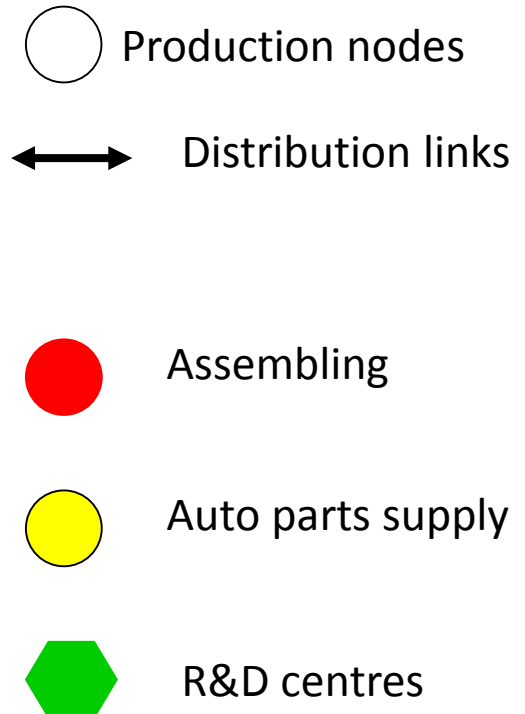 Production nodes
Distribution links
Assembling
Auto parts supply
R&D centres